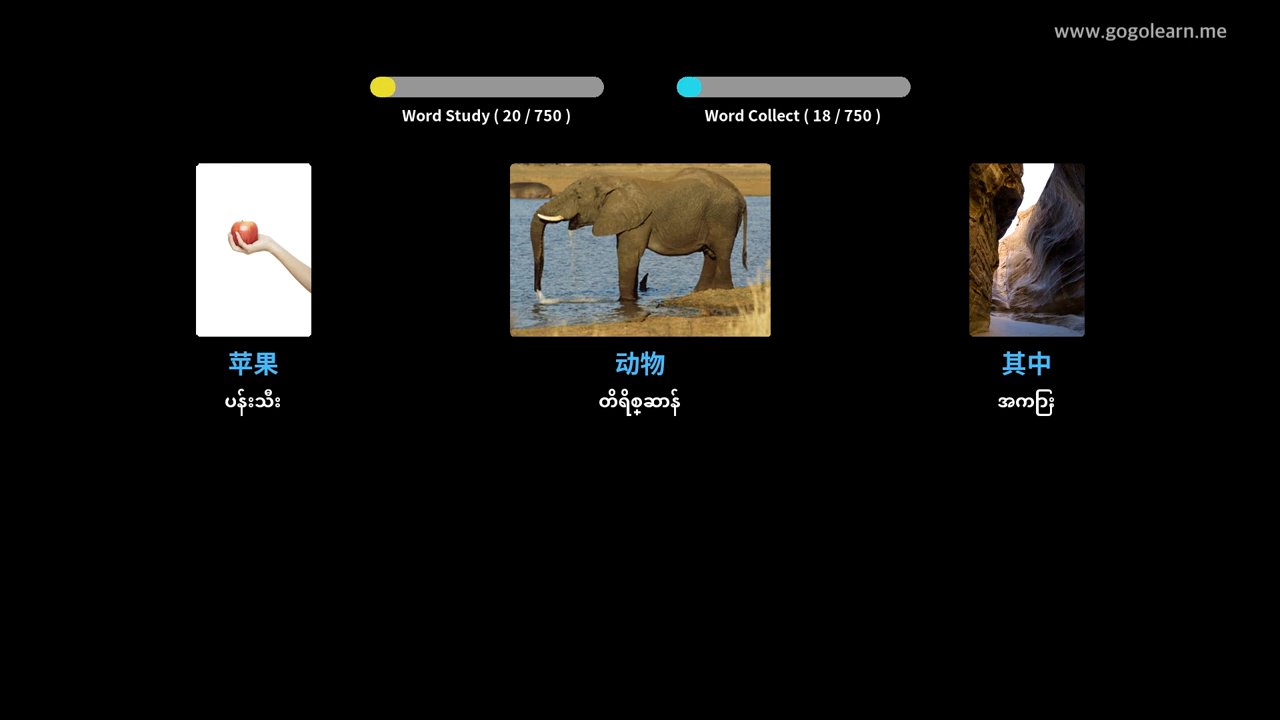 www.gogolearn.me
Word Study ( 20 / 750 )
Word Collect ( 18 / 750 )
苹果
动物
其中
ပန်းသီး
တိရိစ္ဆာန်
အကြား